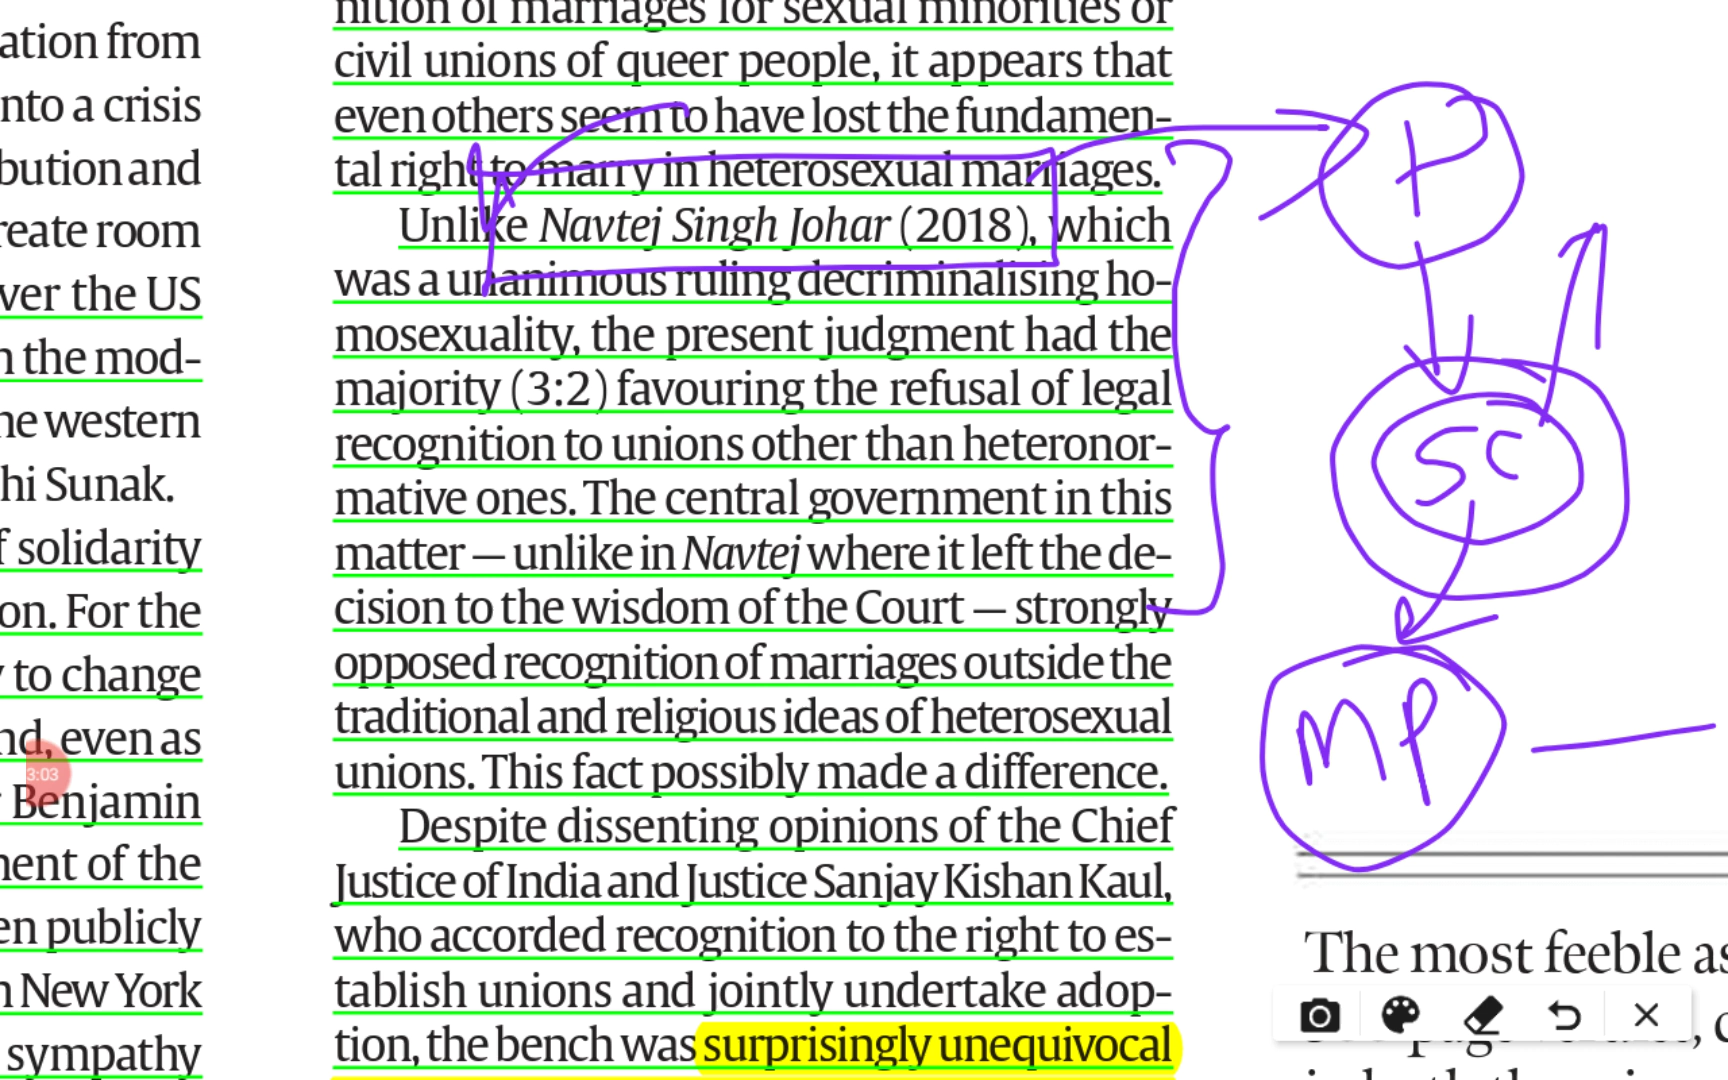 ation from
nto a crisis
bution and
reate room
ver the US
n the mod-
ne western
hi Sunak.
f solidarity
on. For the
to change
nd, even as
3:03
Benjamin
nent of the
en publicly
n New York
sympathy
nition of marriages for sexual minorities or
civil unions of queer people, it appears that
even others seem to have lost the fundamen-
tal right to marry in heterosexual marriages.
Unlike Navtej Singh Johar (2018), which
was a unanimous ruling decriminalising ho-
mosexuality, the present judgment had the
majority (3:2) favouring the refusal of legal
recognition to unions other than heteronor-
mative ones. The central government in this
matter — unlike in Navtej where it left the de-
cision to the wisdom of the Court — strongly
opposed recognition of marriages outside the
traditional and religious ideas of heterosexual
unions. This fact possibly made a difference.
Despite dissenting opinions of the Chief
Justice of India and Justice Sanjay Kishan Kaul,
who accorded recognition to the right to es-
tablish unions and jointly undertake adop-
tion, the bench was surprisingly unequivocal
P
SC
MP
The most feeble as